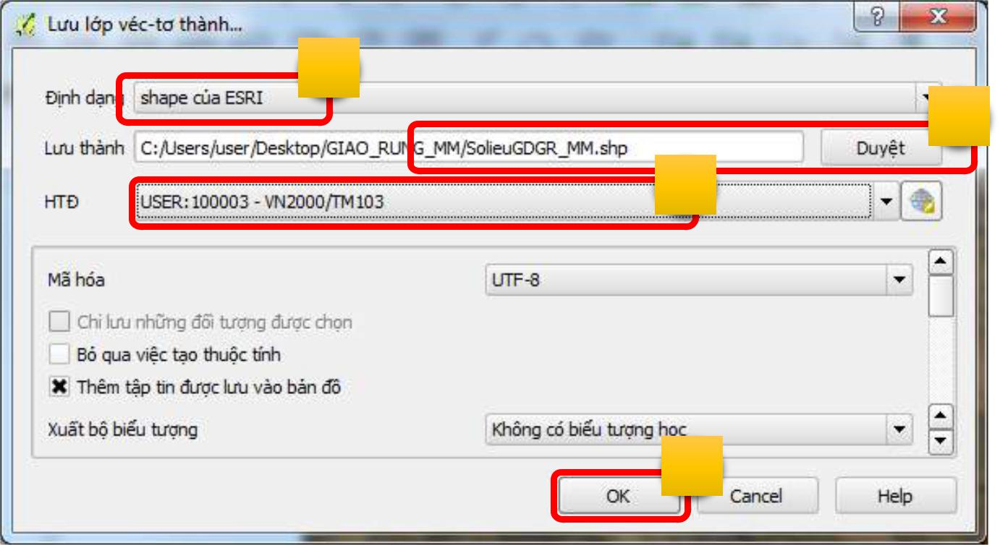 Lưu lớp véc-tơ thành...
Định dạng shape của ESRI
Lưu thành C:/Users/user/Desktop/GIAO_RUNG_MM/SolieuGDGR_MM.shp Duyệt
HTĐ USER:100003 - VN2000/TM103
Mã hóa UTF-8
Chỉ lưu những đối tượng được chọn
Bỏ qua việc tạo thuộc tính
Thêm tập tin được lưu vào bản đồ
Xuất bộ biểu tượng Không có biểu tượng học
OK Cancel Help